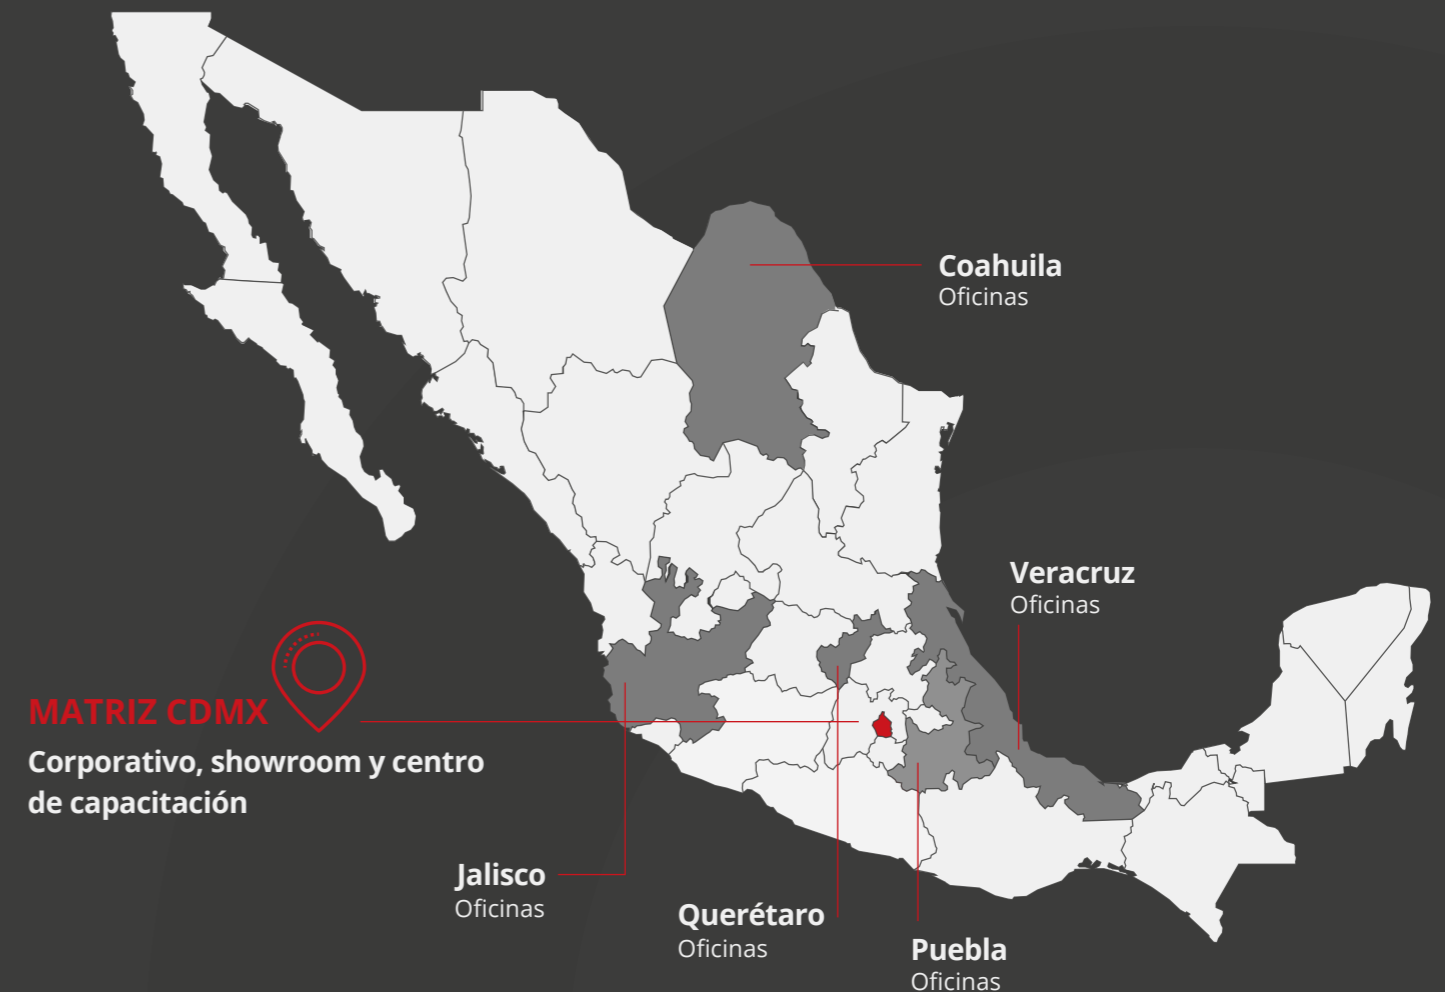 Coahuila
Oficinas
Veracruz
Oficinas
MATRIZ CDMX
Corporativo, showroom y centro
de capacitación
Jalisco
Oficinas
Querétaro
Oficinas
Puebla
Oficinas